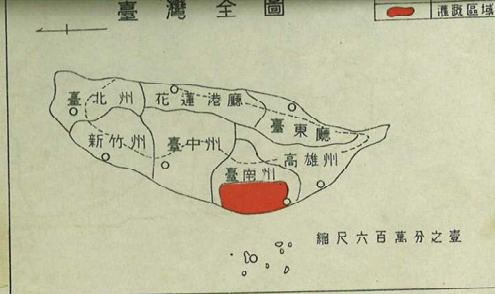 臺灣全圖
灌漑區域
臺北州
花蓮港廳
臺東廳
新竹州
臺中州
高雄州
臺南州
縮尺六百萬分之壹